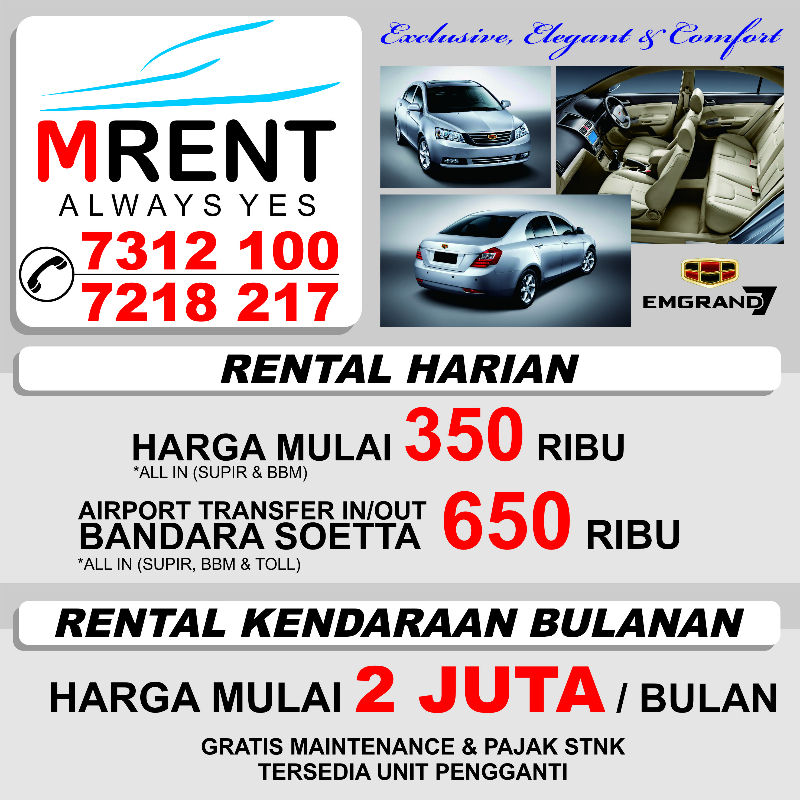 MRENT
ALWAYS YES
7312 100
7218 217
Exclusive, Elegant & Comfort
EMGRAND7
RENTAL HARIAN
HARGA MULAI 350 RIBU
*ALL IN (SUPIR & BBM)
AIRPORT TRANSFER IN/OUT
BANDARA SOETTA 650 RIBU
*ALL IN (SUPIR, BBM & TOLL)
RENTAL KENDARAAN BULANAN
HARGA MULAI 2 JUTA / BULAN
GRATIS MAINTENANCE & PAJAK STNK
TERSEDIA UNIT PENGGANTI